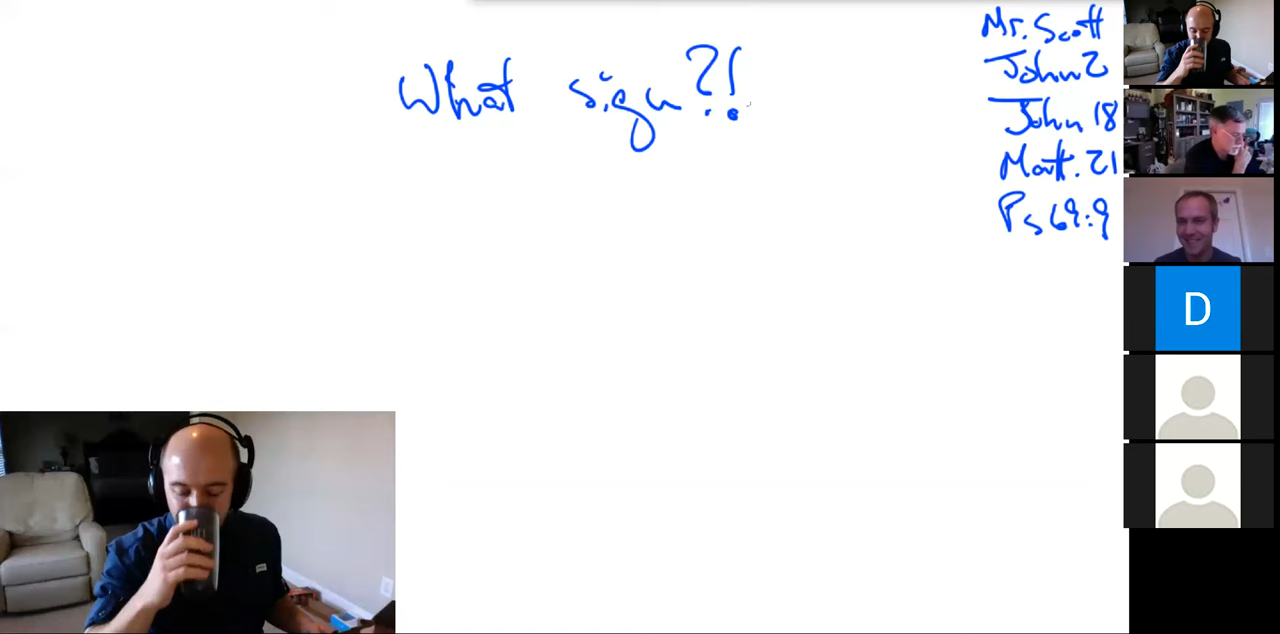 What sign?!
Mr. Scott
John 2
John 18
Matt. 21
Ps 69:9
D